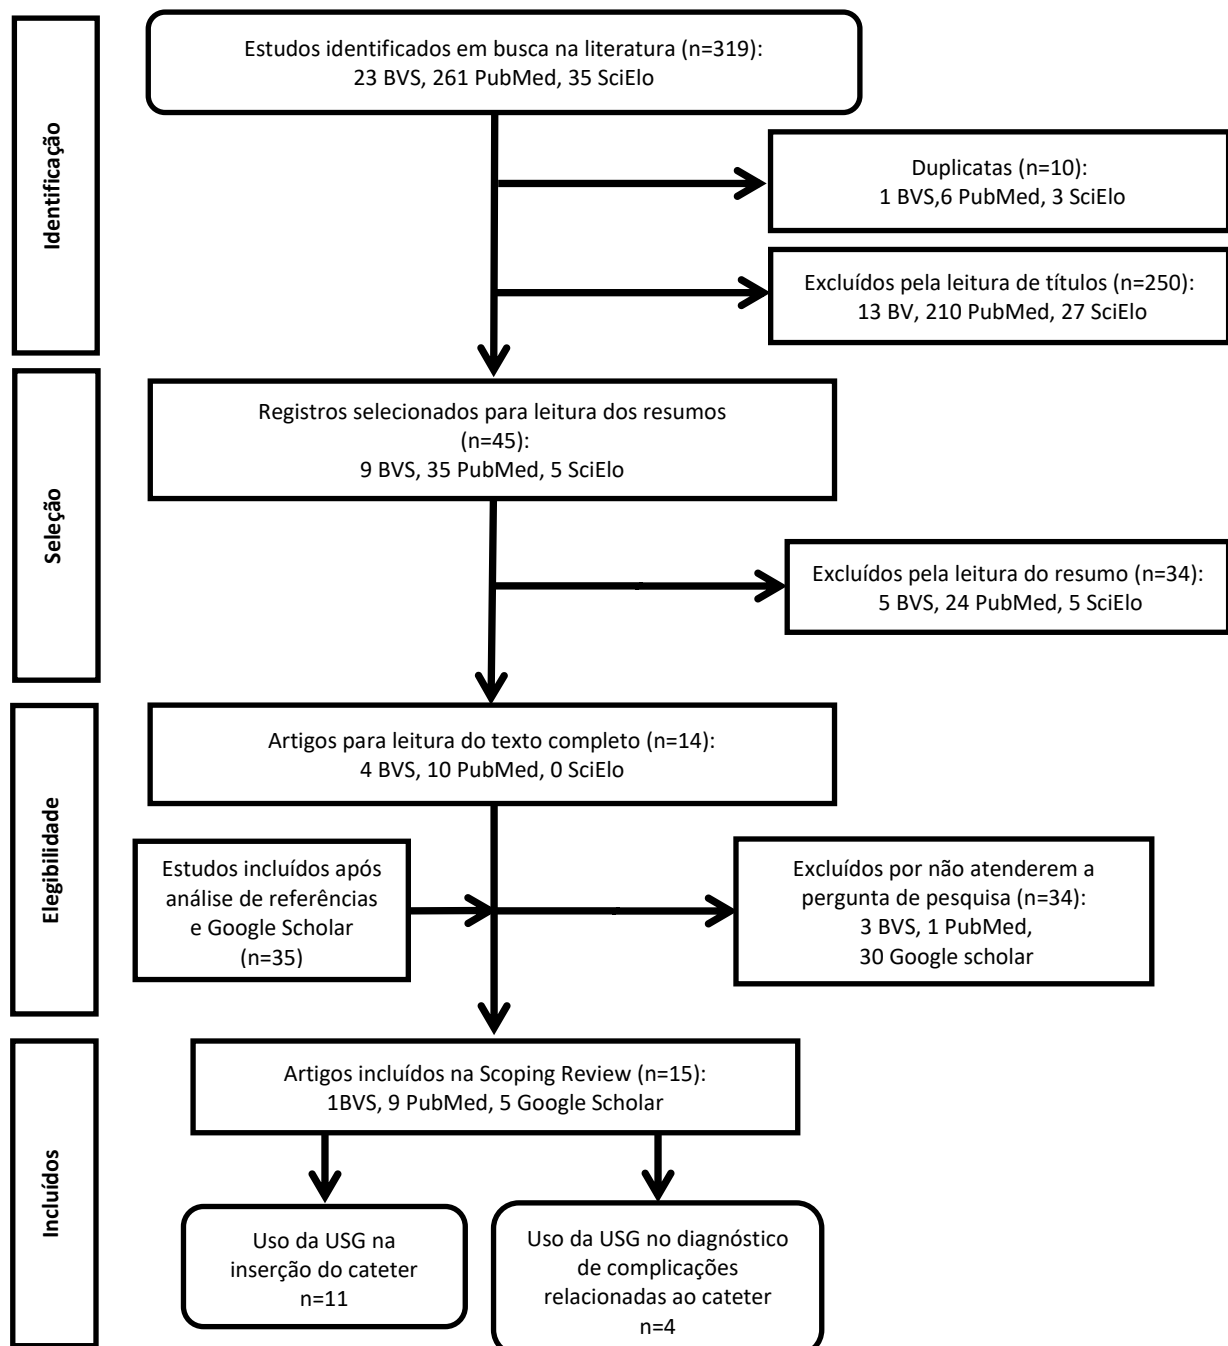 Identificação
Estudos identificados em busca na literatura (n=319):
23 BVS, 261 PubMed, 35 SciElo
Duplicatas (n=10):
1 BVS,6 PubMed, 3 SciElo
Excluídos pela leitura de títulos (n=250):
13 BV, 210 PubMed, 27 SciElo
Seleção
Registros selecionados para leitura dos resumos
(n=45):
9 BVS, 35 PubMed, 5 SciElo
Excluídos pela leitura do resumo (n=34):
5 BVS, 24 PubMed, 5 SciElo
Elegibilidade
Artigos para leitura do texto completo (n=14):
4 BVS, 10 PubMed, 0 SciElo
Estudos incluídos após
análise de referências
e Google Scholar
(n=35)
Excluídos por não atenderem a
pergunta de pesquisa (n=34):
3 BVS, 1 PubMed,
30 Google scholar
Incluídos
Artigos incluídos na Scoping Review (n=15):
1BVS, 9 PubMed, 5 Google Scholar
Uso da USG na
inserção do cateter
n=11
Uso da USG no diagnóstico
de complicações
relacionadas ao cateter
n=4